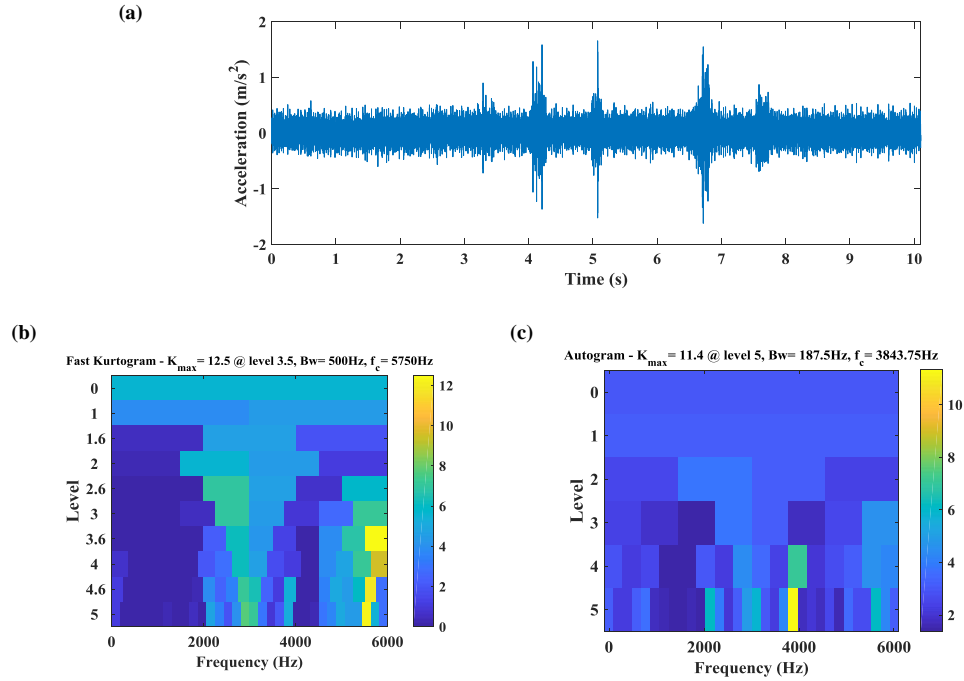 (a)
2
1
0
-1
-2
Acceleration (m/s²)
0 1 2 3 4 5 6 7 8 9 10
Time (s)
(b)
Fast Kurtogram - K_max = 12.5 @ level 3.5, Bw= 500Hz, f_c= 5750Hz
0
1
1.6
2
2.6
3
3.6
4
4.6
5
Level
0 2000 4000 6000
Frequency (Hz)
12
10
8
6
4
2
0
(c)
Autogram - K_max = 11.4 @ level 5, Bw= 187.5Hz, f_c= 3843.75Hz
0
1
2
3
4
5
Level
0 2000 4000 6000
Frequency (Hz)
10
8
6
4
2